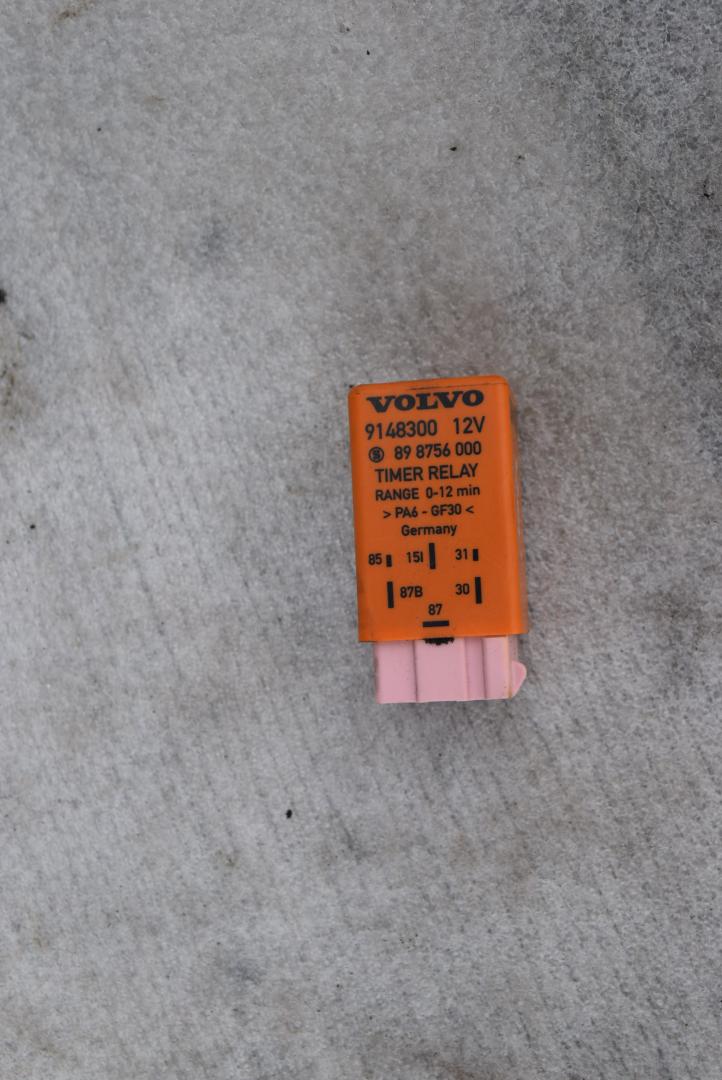 VOLVO
9148300 12V
Ⓢ 89 8756 000
TIMER RELAY
RANGE 0-12 min
> PA6 - GF30 <
Germany
85 15I 31
87B 30
87